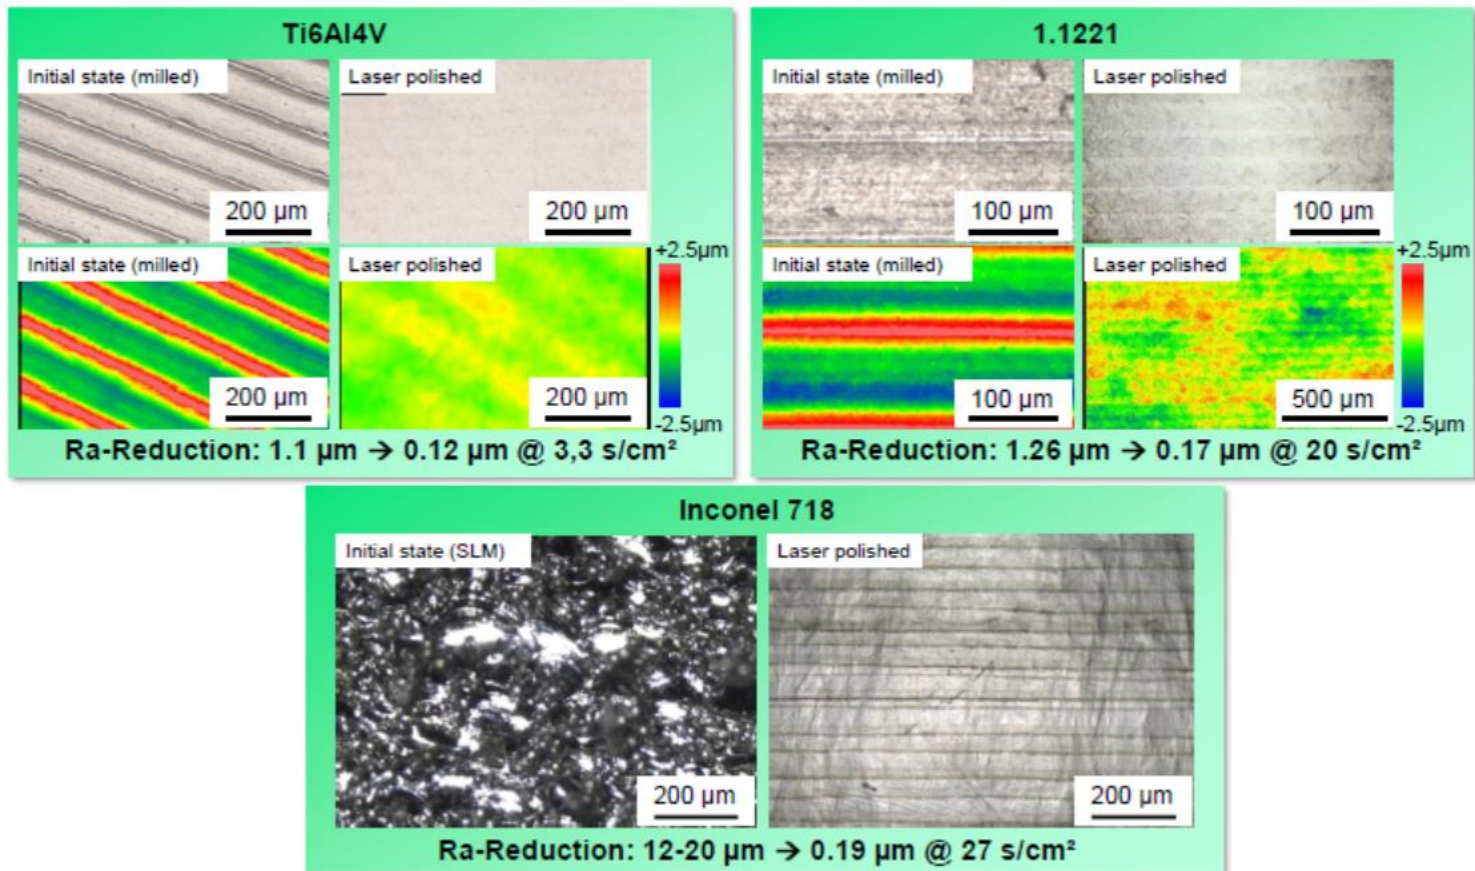 Ti6Al4V
Initial state (milled)
Laser polished
200 µm
200 µm
Initial state (milled)
Laser polished
+2.5µm
200 µm
200 µm
-2.5µm
Ra-Reduction: 1.1 µm → 0.12 µm @ 3,3 s/cm²
1.1221
Initial state (milled)
Laser polished
100 µm
100 µm
Initial state (milled)
Laser polished
+2.5µm
100 µm
500 µm
-2.5µm
Ra-Reduction: 1.26 µm → 0.17 µm @ 20 s/cm²
Inconel 718
Initial state (SLM)
Laser polished
200 µm
200 µm
Ra-Reduction: 12-20 µm → 0.19 µm @ 27 s/cm²